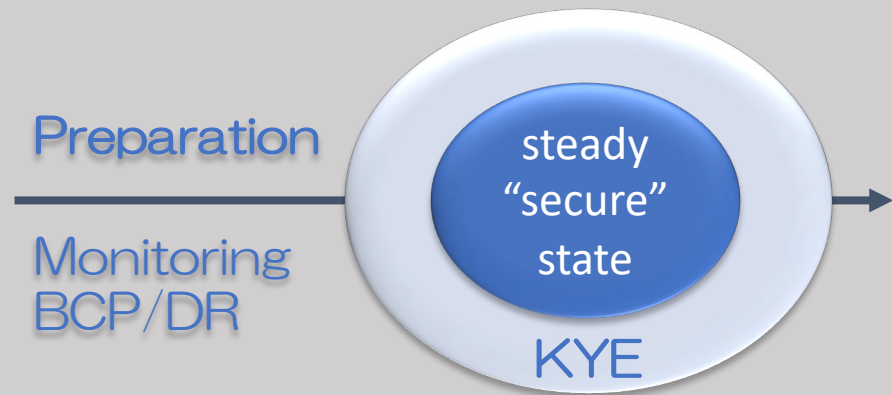 Preparation
Monitoring
BCP/DR
steady
“secure”
state
KYE